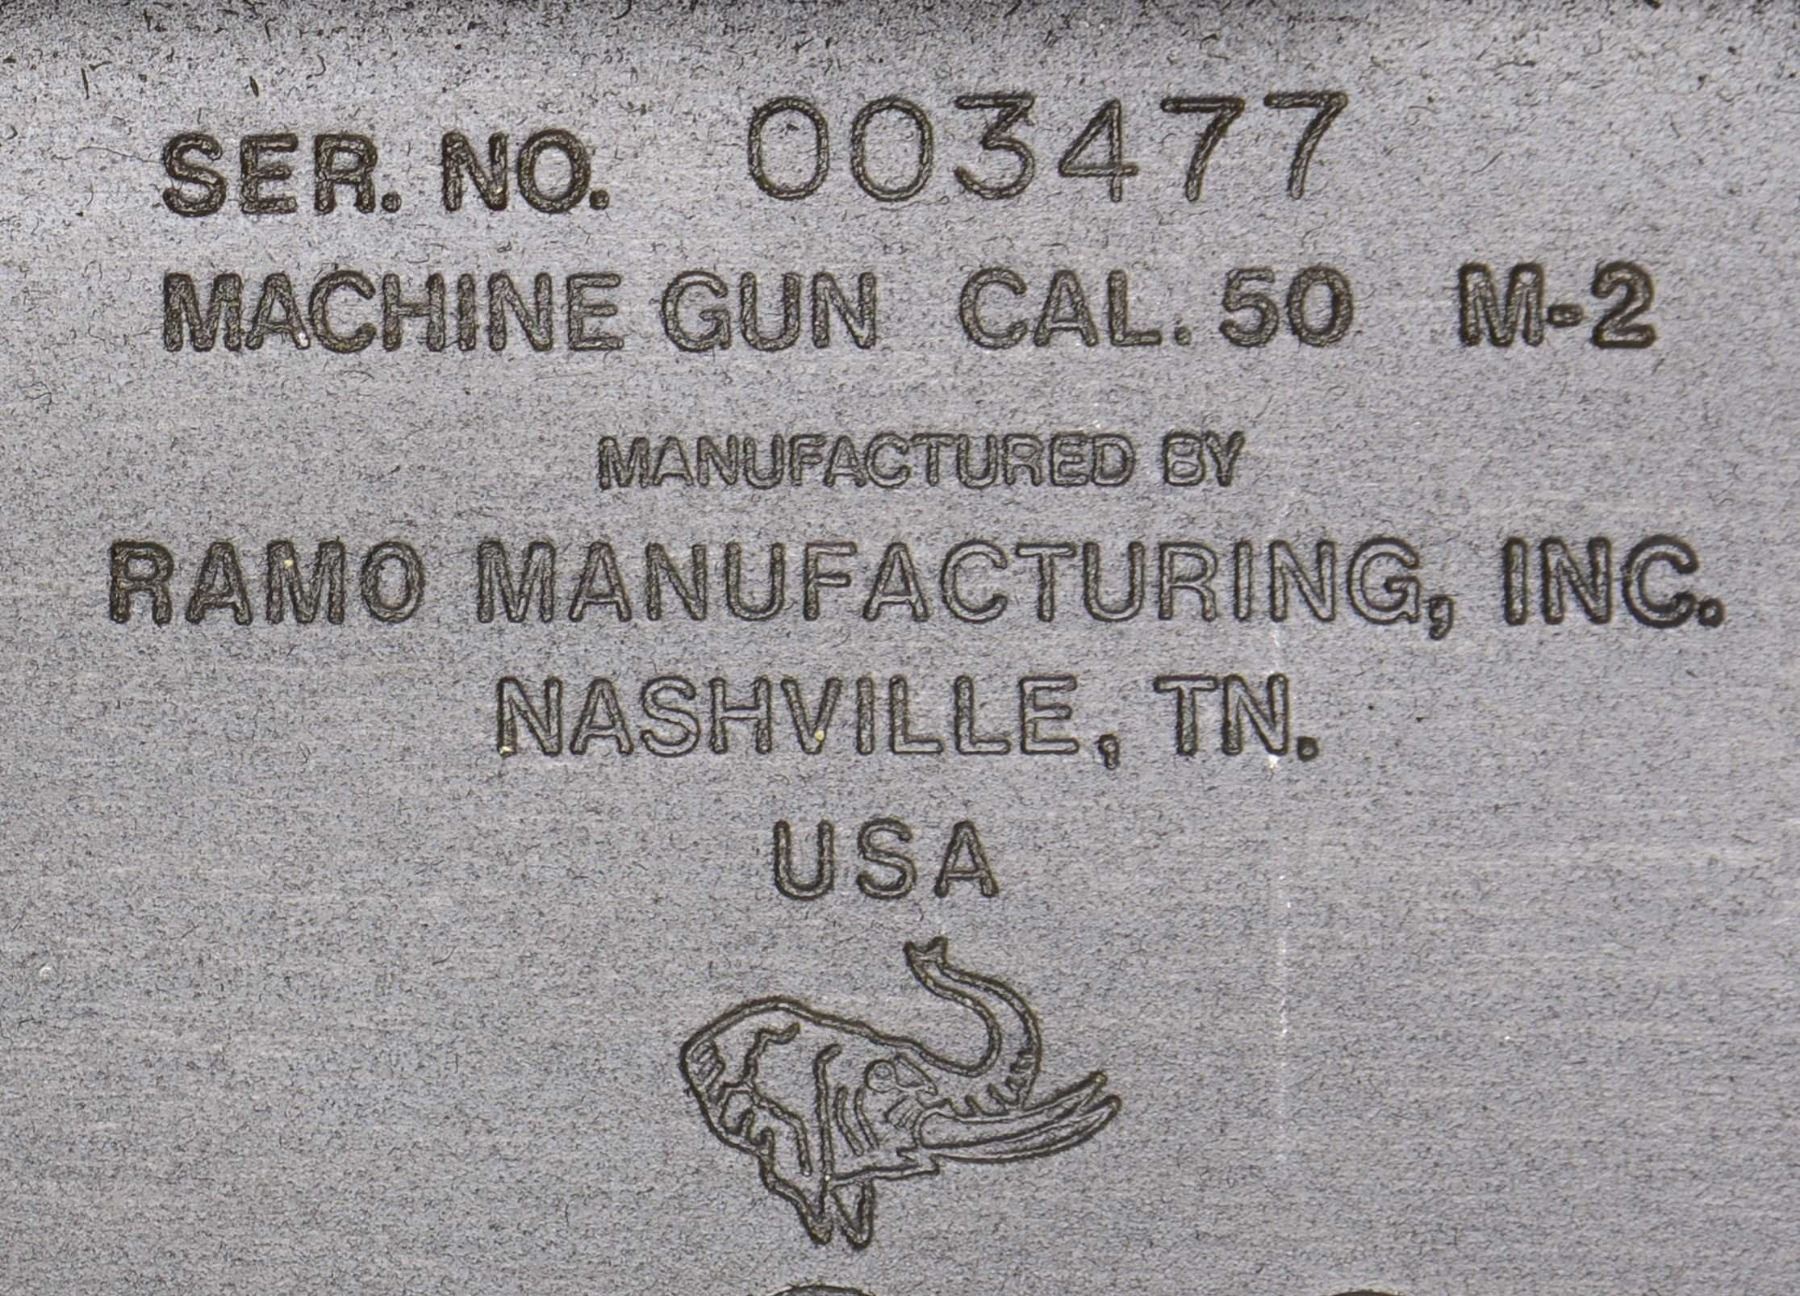 SER. NO. 003477
MACHINE GUN CAL. 50 M-2
MANUFACTURED BY
RAMO MANUFACTURING, INC.
NASHVILLE, TN.
USA